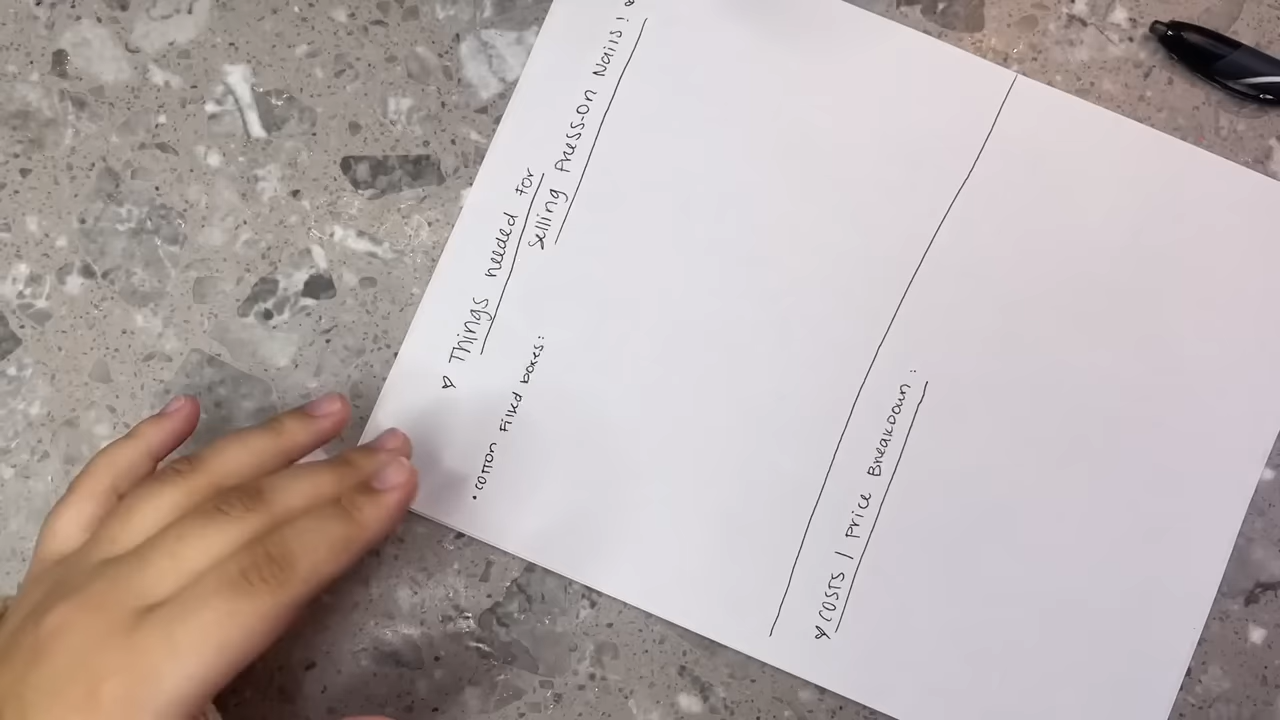 ♡ Things needed for
Selling Press-on Nails! ♡
• cotton filled boxes:
♡ COSTS | Price Breakdown: